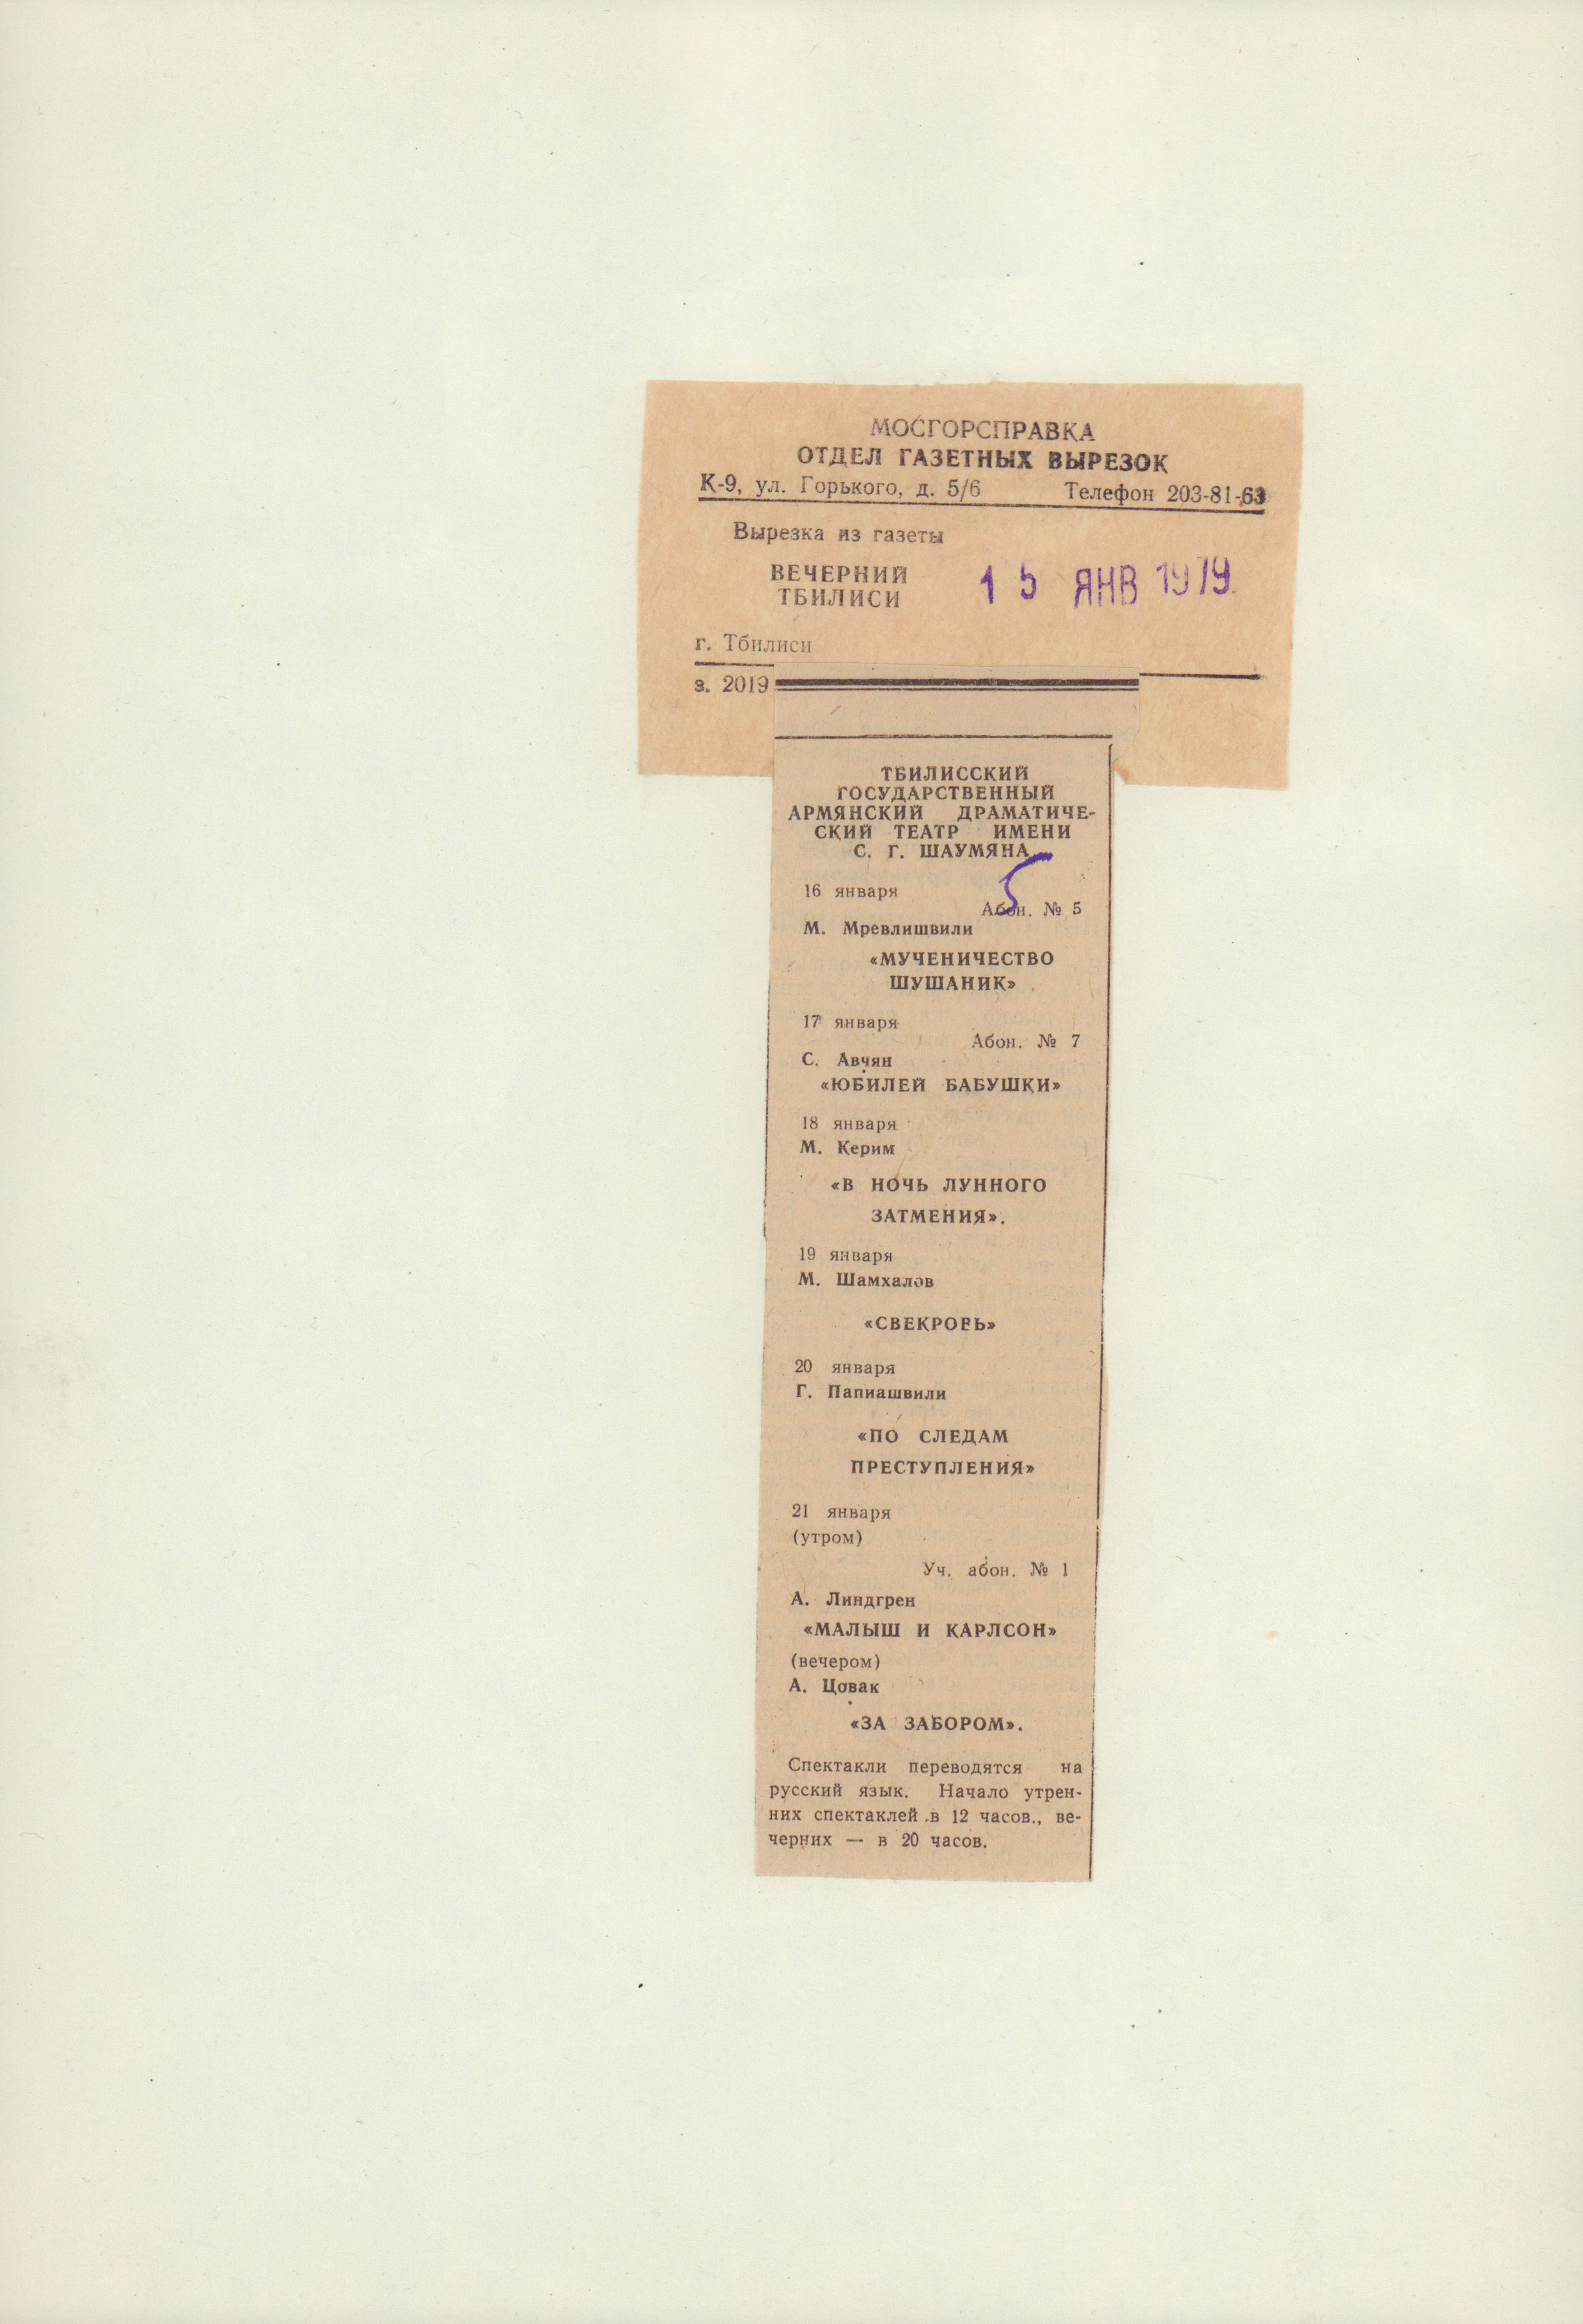 МОСГОРСПРАВКА
ОТДЕЛ ГАЗЕТНЫХ ВЫРЕЗОК
К-9, ул. Горького, д. 5/6 Телефон 203-81-63
Вырезка из газеты
ВЕЧЕРНИЙ
ТБИЛИСИ
15 ЯНВ 1979
г. Тбилиси
з. 2019
ТБИЛИССКИЙ
ГОСУДАРСТВЕННЫЙ
АРМЯНСКИЙ ДРАМАТИЧЕ-
СКИЙ ТЕАТР ИМЕНИ
С. Г. ШАУМЯНА
5
16 января
Абон. № 5
М. Мревлишвили
«МУЧЕНИЧЕСТВО
ШУШАНИК»
17 января
Абон. № 7
С. Авчян
«ЮБИЛЕЙ БАБУШКИ»
18 января
М. Керим
«В НОЧЬ ЛУННОГО
ЗАТМЕНИЯ».
19 января
М. Шамхалов
«СВЕКРОВЬ»
20 января
Г. Папиашвили
«ПО СЛЕДАМ
ПРЕСТУПЛЕНИЯ»
21 января
(утром)
Уч. абон. № 1
А. Линдгрен
«МАЛЫШ И КАРЛСОН»
(вечером)
А. Цовак
«ЗА ЗАБОРОМ».
Спектакли переводятся на
русский язык. Начало утрен-
них спектаклей в 12 часов., ве-
черних — в 20 часов.